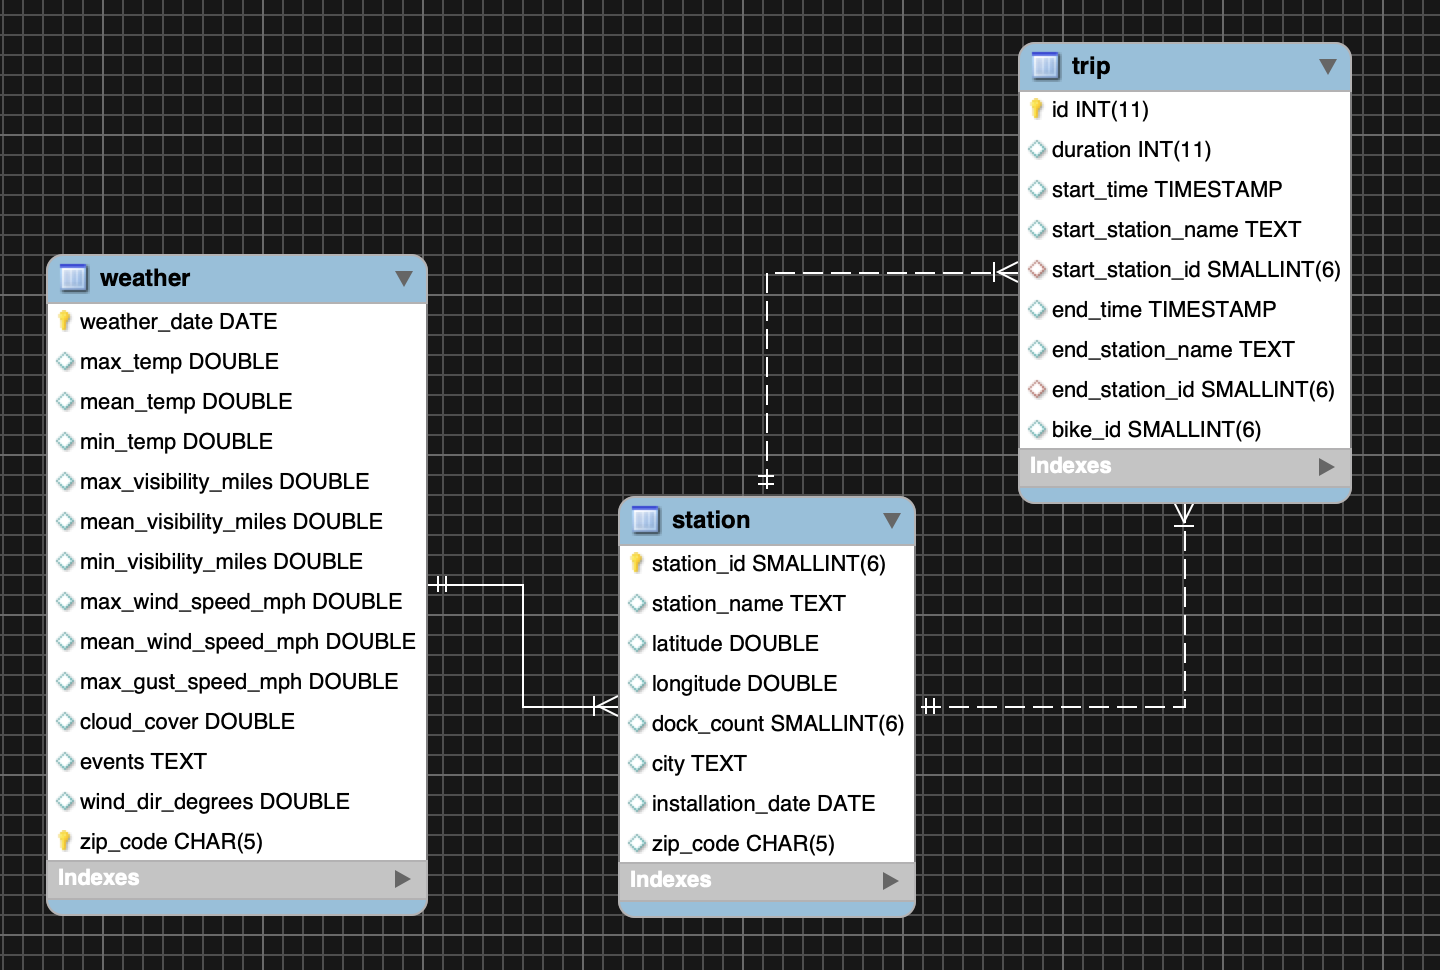 trip
id INT(11)
duration INT(11)
start_time TIMESTAMP
start_station_name TEXT
start_station_id SMALLINT(6)
end_time TIMESTAMP
end_station_name TEXT
end_station_id SMALLINT(6)
bike_id SMALLINT(6)
Indexes
weather
weather_date DATE
max_temp DOUBLE
mean_temp DOUBLE
min_temp DOUBLE
max_visibility_miles DOUBLE
mean_visibility_miles DOUBLE
min_visibility_miles DOUBLE
max_wind_speed_mph DOUBLE
mean_wind_speed_mph DOUBLE
max_gust_speed_mph DOUBLE
cloud_cover DOUBLE
events TEXT
wind_dir_degrees DOUBLE
zip_code CHAR(5)
Indexes
station
station_id SMALLINT(6)
station_name TEXT
latitude DOUBLE
longitude DOUBLE
dock_count SMALLINT(6)
city TEXT
installation_date DATE
zip_code CHAR(5)
Indexes